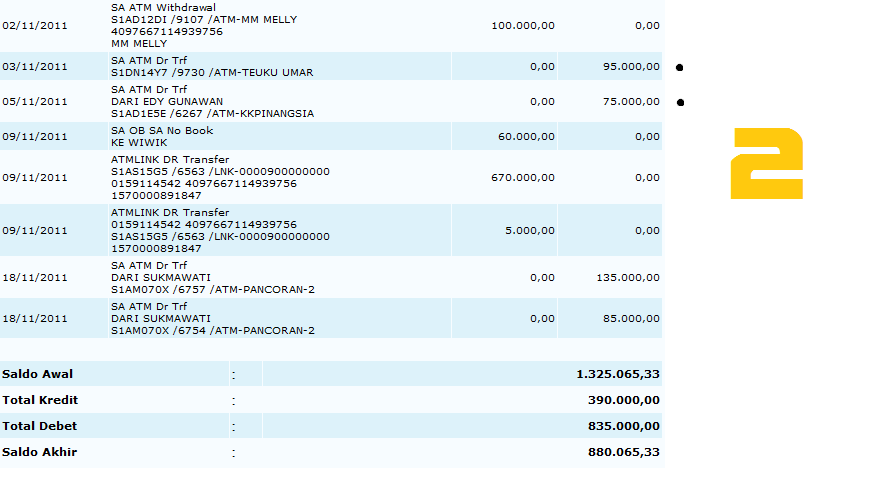 SA ATM Withdrawal
02/11/2011 S1AD12DI /9107 /ATM-MM MELLY 100.000,00 0,00
4097667114939756
MM MELLY
03/11/2011 SA ATM Dr Trf 0,00 95.000,00
S1DN14Y7 /9730 /ATM-TEUKU UMAR
SA ATM Dr Trf
05/11/2011 DARI EDY GUNAWAN 0,00 75.000,00
S1AD1E5E /6267 /ATM-KKPINANGSIA
09/11/2011 SA OB SA No Book 60.000,00 0,00
KE WIWIK
ATMLINK DR Transfer
09/11/2011 S1AS15G5 /6563 /LNK-0000900000000 670.000,00 0,00
0159114542 4097667114939756
1570000891847
ATMLINK DR Transfer
09/11/2011 0159114542 4097667114939756 5.000,00 0,00
S1AS15G5 /6563 /LNK-0000900000000
1570000891847
SA ATM Dr Trf
18/11/2011 DARI SUKMAWATI 0,00 135.000,00
S1AM070X /6757 /ATM-PANCORAN-2
SA ATM Dr Trf
18/11/2011 DARI SUKMAWATI 0,00 85.000,00
S1AM070X /6754 /ATM-PANCORAN-2
Saldo Awal : 1.325.065,33
Total Kredit : 390.000,00
Total Debet : 835.000,00
Saldo Akhir : 880.065,33
2